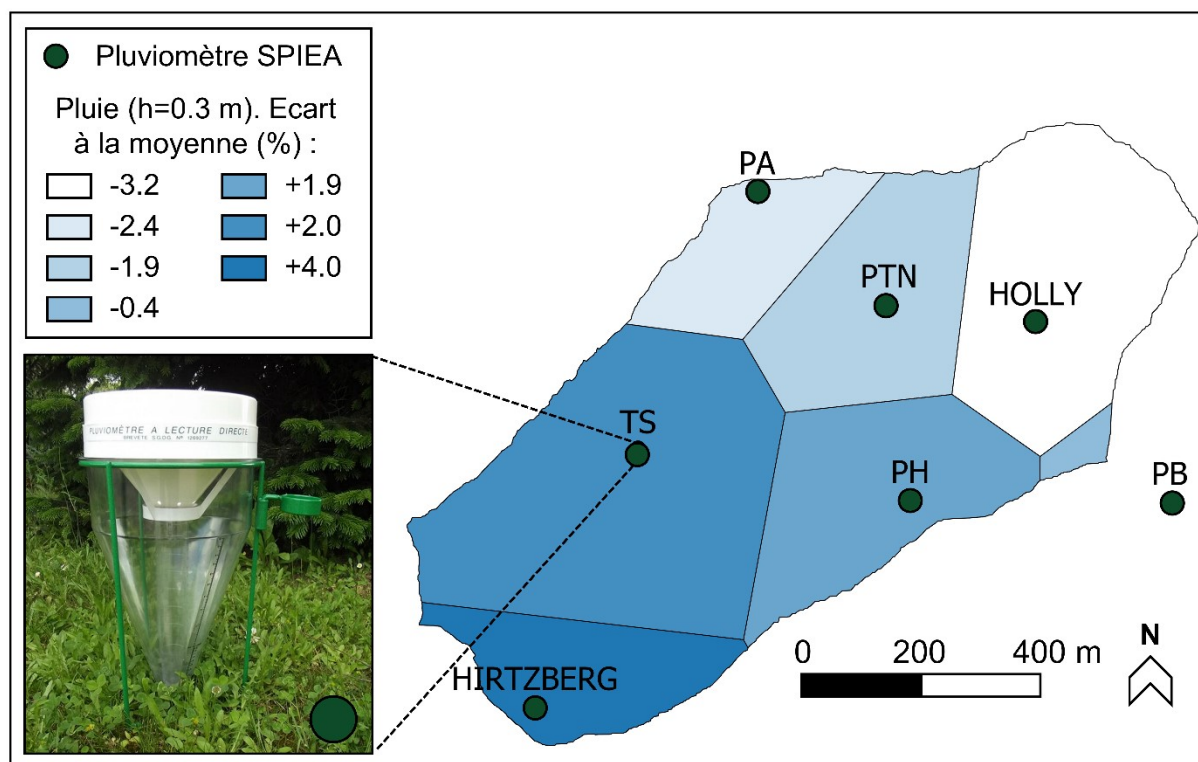 Pluviomètre SPIEA
Pluie (h=0.3 m). Ecart
à la moyenne (%) :
-3.2
+1.9
-2.4
+2.0
-1.9
+4.0
-0.4
PA
PTN
HOLLY
TS
PH
PB
HIRTZBERG
0 200 400 m
N
PLUVIOMÈTRE A LECTURE DIRECTE